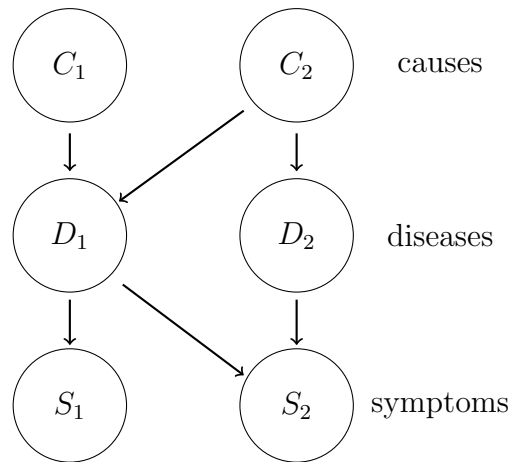 C₁ C₂ causes
D₁ D₂ diseases
S₁ S₂ symptoms